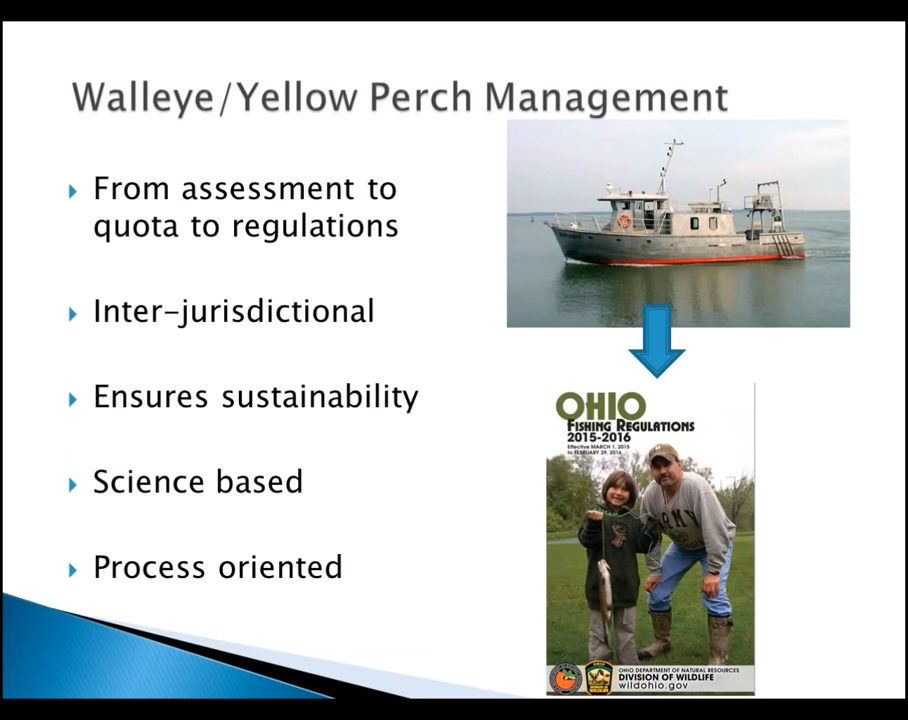 Walleye/Yellow Perch Management
From assessment to
quota to regulations
Inter-jurisdictional
Ensures sustainability
Science based
Process oriented
OHIO
FISHING REGULATIONS
2015-2016
Effective MARCH 1, 2015
to FEBRUARY 29, 2016
ARMY
OHIO DEPARTMENT OF NATURAL RESOURCES
DIVISION OF WILDLIFE
wildohio.gov